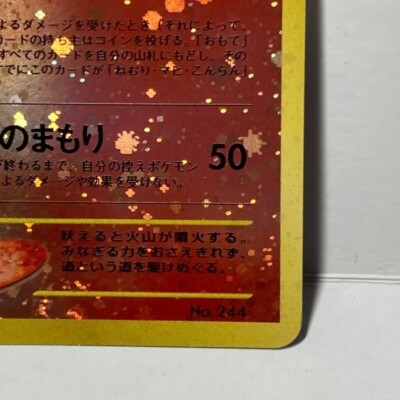 よるダメージを受けたとき「それによって、
カードの持ち主はコインを投げる。「おもて」
すべてのカードを自分の山札にもどし、その
でにこのカードが「ねむり・マヒ・こんらん」
のまもり 50
が終わるまで、自分の控えポケモン
よるダメージや効果を受けない。
吠えると火山が噴火する。
みなぎる力をおさえきれず、
道という道を駆けめぐる。
No. 244